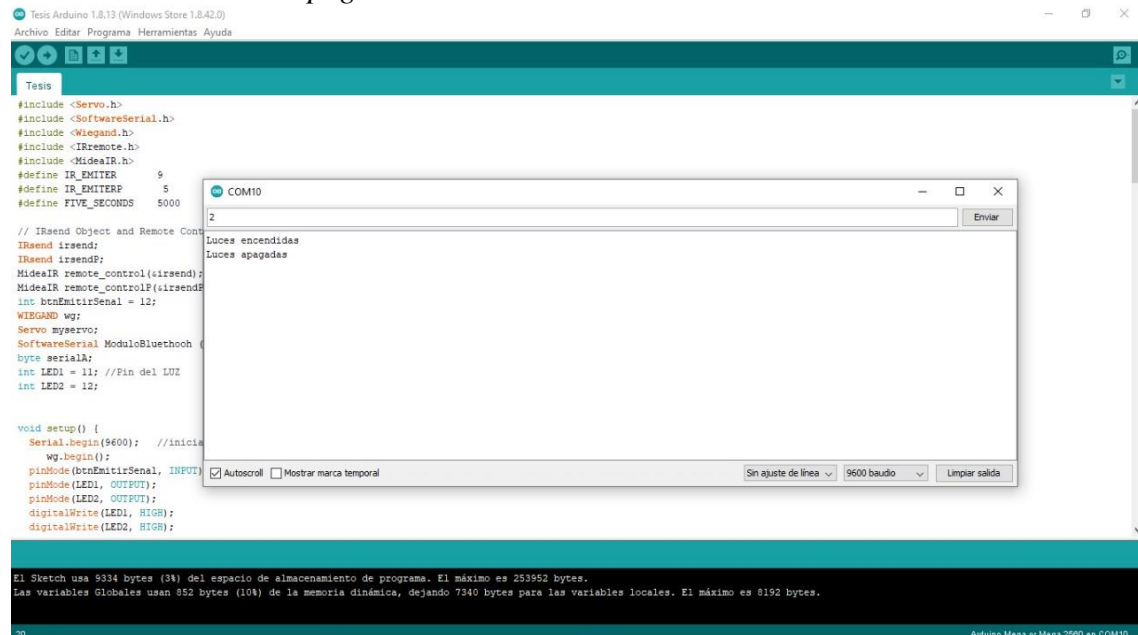 Tesis Arduino 1.8.13 (Windows Store 1.8.42.0)
Archivo Editar Programa Herramientas Ayuda
Tesis
#include <Servo.h>
#include <SoftwareSerial.h>
#include <Wiegand.h>
#include <IRremote.h>
#include <MideaIR.h>
#define IR_EMITER 9
#define IR_EMITERP 5
#define FIVE_SECONDS 5000
// IRsend Object and Remote Cont
IRsend irsend;
IRsend irsendP;
MideaIR remote_control(&irsend);
MideaIR remote_controlP(&irsendP
int btnEmitirSenal = 12;
WIEGAND wg;
Servo myservo;
SoftwareSerial ModuloBluethooh (
byte serialA;
int LED1 = 11; //Pin del LUZ
int LED2 = 12;
void setup() {
Serial.begin(9600); //inicia
wg.begin();
pinMode(btnEmitirSenal, INPUT)
pinMode(LED1, OUTPUT);
pinMode(LED2, OUTPUT);
digitalWrite(LED1, HIGH);
digitalWrite(LED2, HIGH);
COM10
2
Enviar
Luces encendidas
Luces apagadas
Autoscroll Mostrar marca temporal Sin ajuste de línea 9600 baudio Limpiar salida
El Sketch usa 9334 bytes (3%) del espacio de almacenamiento de programa. El máximo es 253952 bytes.
Las variables Globales usan 852 bytes (10%) de la memoria dinámica, dejando 7340 bytes para las variables locales. El máximo es 8192 bytes.
20 Arduino Mega or Mega 2560 en COM10